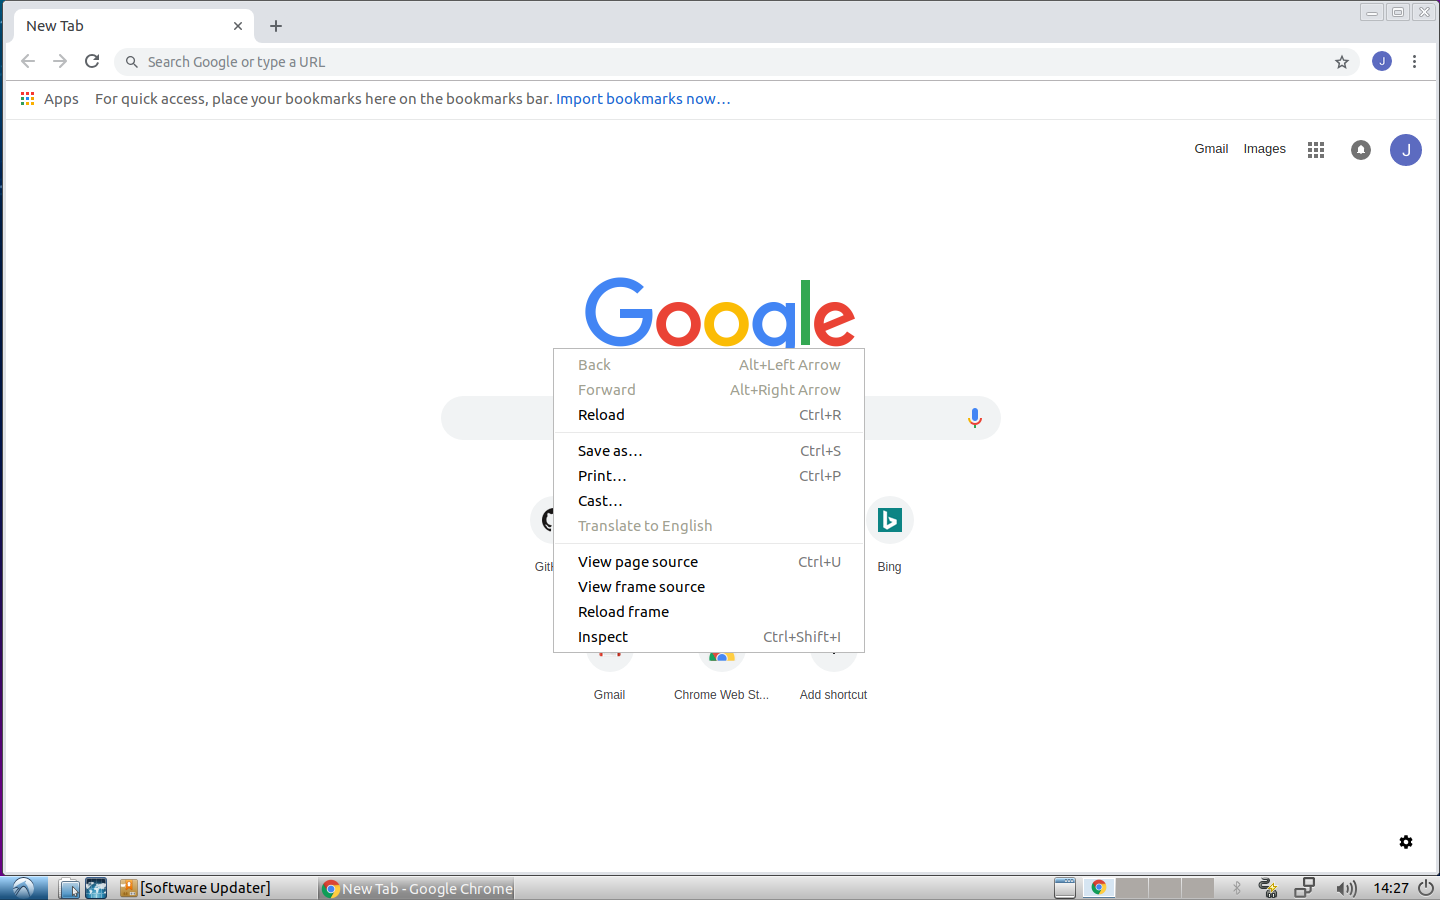 New Tab
Search Google or type a URL
J
Apps For quick access, place your bookmarks here on the bookmarks bar. Import bookmarks now...
Gmail Images J
Google
Back Alt+Left Arrow
Forward Alt+Right Arrow
Reload Ctrl+R
Save as... Ctrl+S
Print... Ctrl+P
Cast...
Translate to English
View page source Ctrl+U
Bing
View frame source
Reload frame
Inspect Ctrl+Shift+I
Gmail Chrome Web St... Add shortcut
[Software Updater] New Tab - Google Chrome 14:27